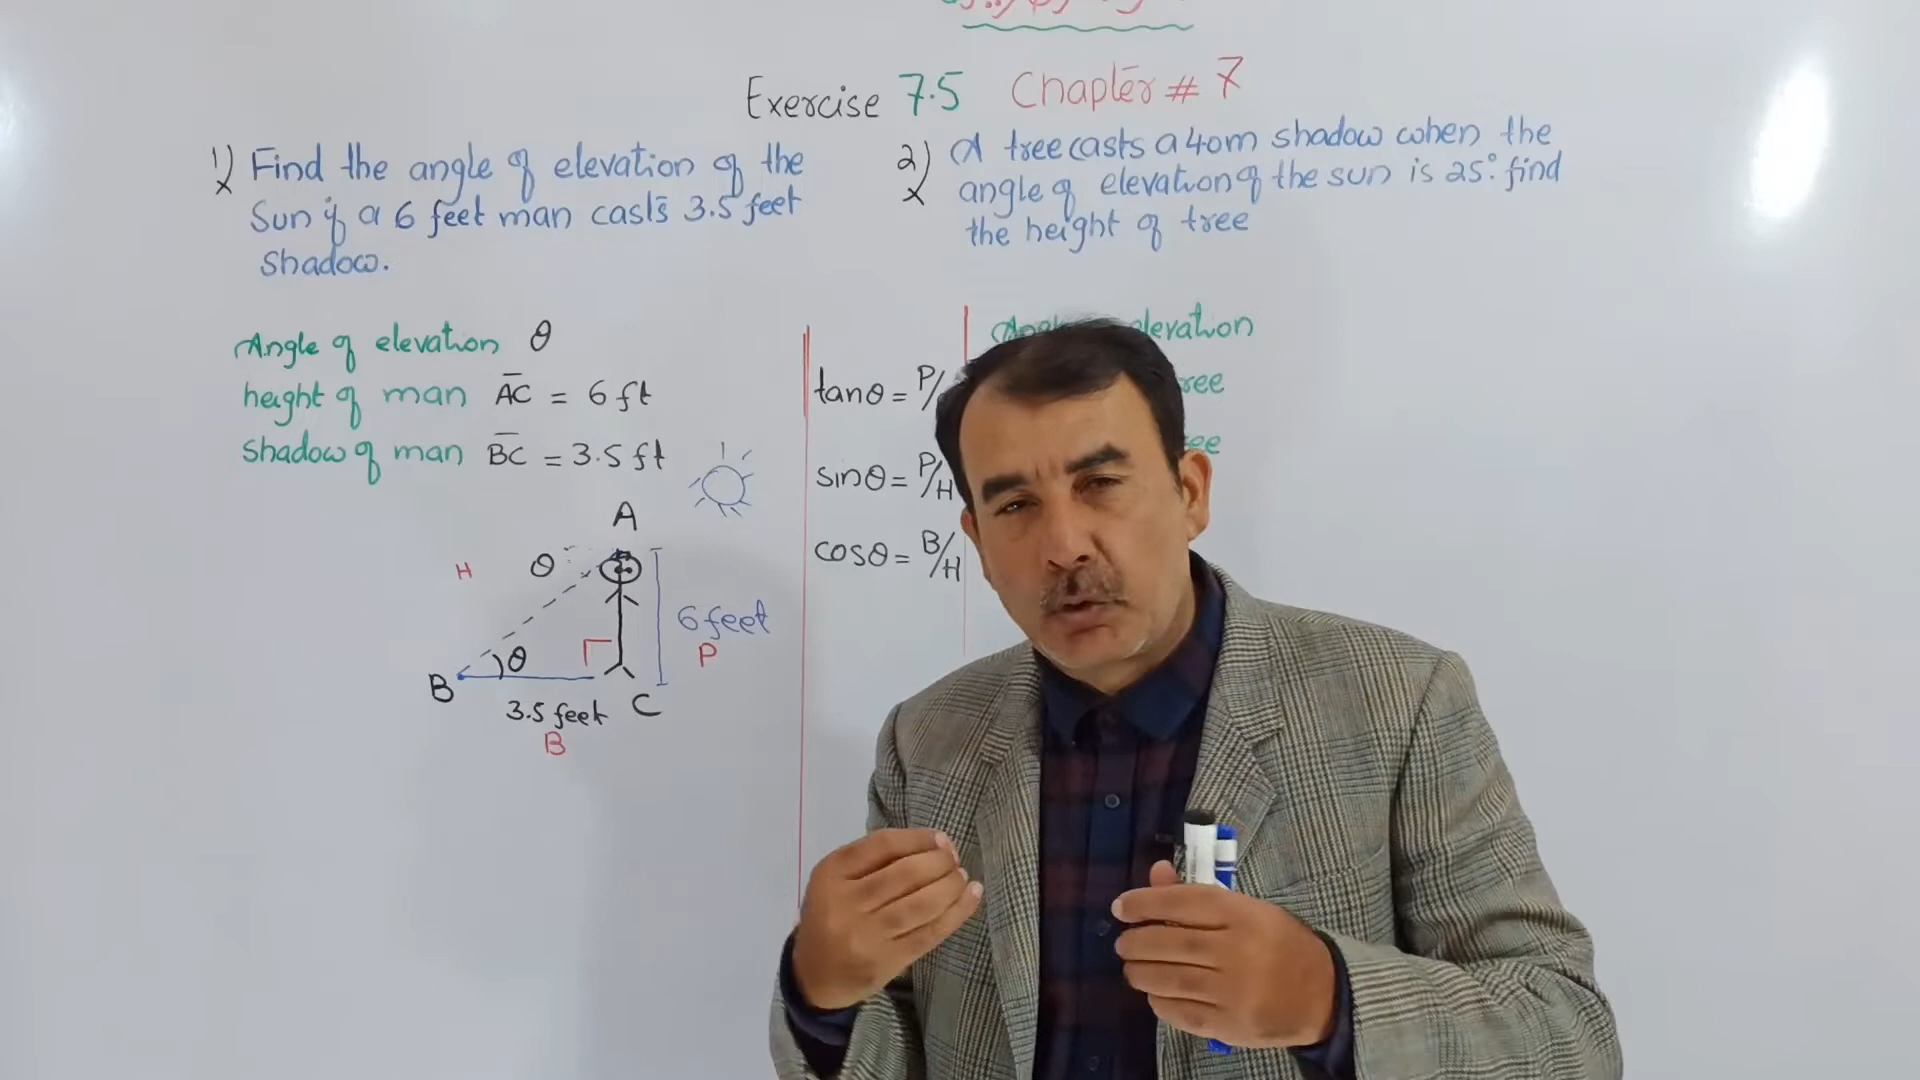 Exercise 7.5 Chapter # 7
1) Find the angle of elevation of the
Sun if a 6 feet man casts 3.5 feet
shadow.
2) A tree casts a 40m shadow when the
angle of elevation of the sun is 25°. find
the height of tree
Angle of elevation θ
height of man AC = 6 ft
shadow of man BC = 3.5 ft
A
H
θ
6 feet
P
B
θ
3.5 feet
C
B
tanθ = P/
sinθ = P/H
cosθ = B/H
elevation